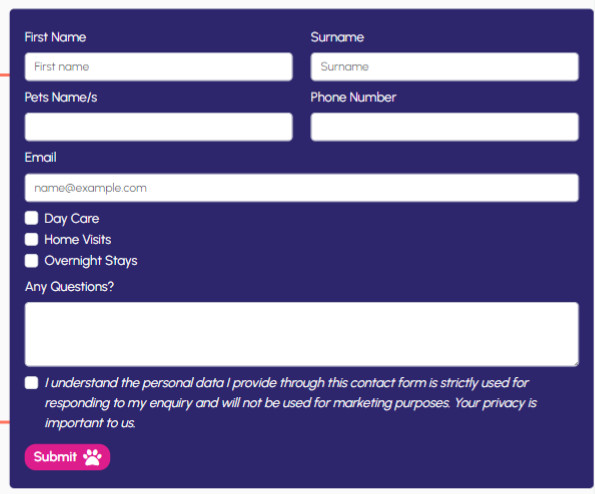 First Name
Surname
First name
Surname
Pets Name/s
Phone Number
Email
name@example.com
Day Care
Home Visits
Overnight Stays
Any Questions?
I understand the personal data I provide through this contact form is strictly used for
responding to my enquiry and will not be used for marketing purposes. Your privacy is
important to us.
Submit